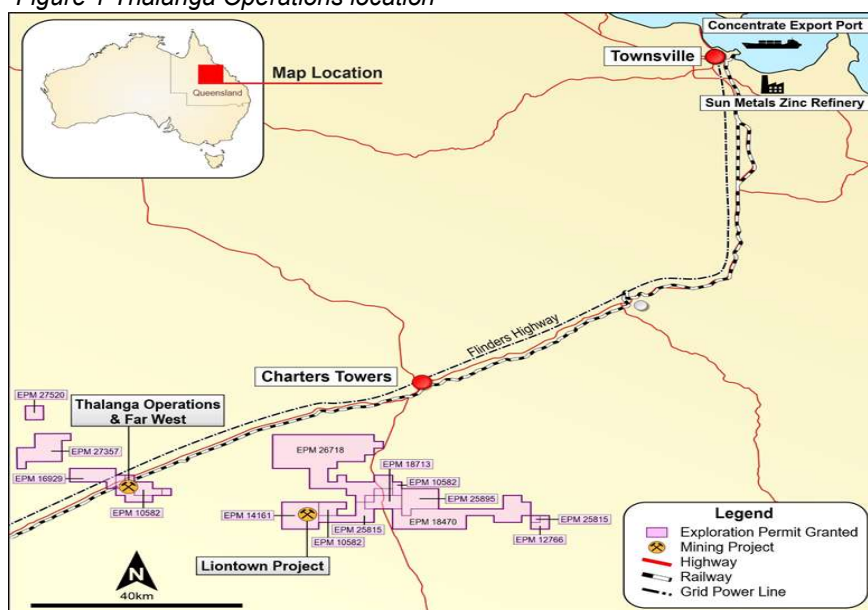 Figure 1 Thalanga Operations location
Concentrate Export Port
Townsville
Map Location
Queensland
Sun Metals Zinc Refinery
Flinders Highway
Charters Towers
EPM 27520
Thalanga Operations
& Far West
EPM 26718
EPM 27357
EPM 18713
EPM 16929
EPM 10582
EPM 25895
EPM 10582
EPM 14161
EPM 25815
EPM 25815
EPM 18470
EPM 10582
EPM 12766
Liontown Project
N
40km
Legend
Exploration Permit Granted
Mining Project
Highway
Railway
Grid Power Line